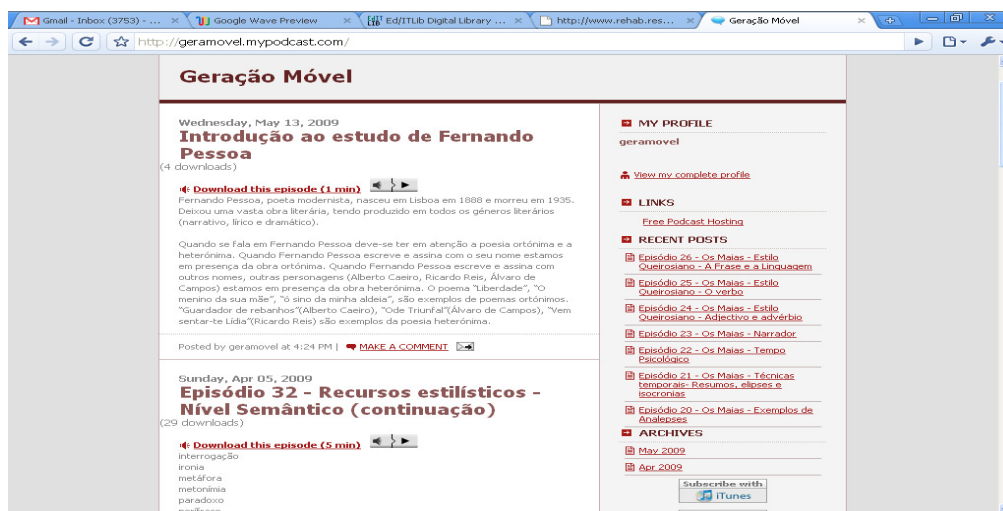 Gmail - Inbox (3753) - ...
Google Wave Preview
Ed/ITLib Digital Library ...
http://www.rehab.res...
Geração Móvel
http://geramovel.mypodcast.com/
Geração Móvel
Wednesday, May 13, 2009
Introdução ao estudo de Fernando
Pessoa
(4 downloads)
Download this episode (1 min)
Fernando Pessoa, poeta modernista, nasceu em Lisboa em 1888 e morreu em 1935.
Deixou uma vasta obra literária, tendo produzido em todos os géneros literários
(narrativo, lírico e dramático).
Quando se fala em Fernando Pessoa deve-se ter em atenção a poesia ortónima e a
heterónima. Quando Fernando Pessoa escreve e assina com o seu nome estamos
em presença da obra ortónima. Quando Fernando Pessoa escreve e assina com
outros nomes, outras personagens (Alberto Caeiro, Ricardo Reis, Álvaro de
Campos) estamos em presença da obra heterónima. O poema "Liberdade", "O
menino da sua mãe", "ó sino da minha aldeia", são exemplos de poemas ortónimos.
"Guardador de rebanhos"(Alberto Caeiro), "Ode Triunfal"(Álvaro de Campos), "Vem
sentar-te Lídia"(Ricardo Reis) são exemplos da poesia heterónima.
Posted by geramovel at 4:24 PM | MAKE A COMMENT
Sunday, Apr 05, 2009
Episódio 32 - Recursos estilísticos -
Nível Semântico (continuação)
(29 downloads)
Download this episode (5 min)
interrogação
ironia
metáfora
metonímia
paradoxo
MY PROFILE
geramovel
View my complete profile
LINKS
Free Podcast Hosting
RECENT POSTS
Episódio 26 - Os Maias - Estilo
Queirosiano - A Frase e a Linguagem
Episódio 25 - Os Maias - Estilo
Queirosiano - O verbo
Episódio 24 - Os Maias - Estilo
Queirosiano - Adjectivo e advérbio
Episódio 23 - Os Maias - Narrador
Episódio 22 - Os Maias - Tempo
Psicológico
Episódio 21 - Os Maias - Técnicas
temporais- Resumos, elipses e
isocronias
Episódio 20 - Os Maias - Exemplos de
Analepses
ARCHIVES
May 2009
Apr 2009
Subscribe with
iTunes